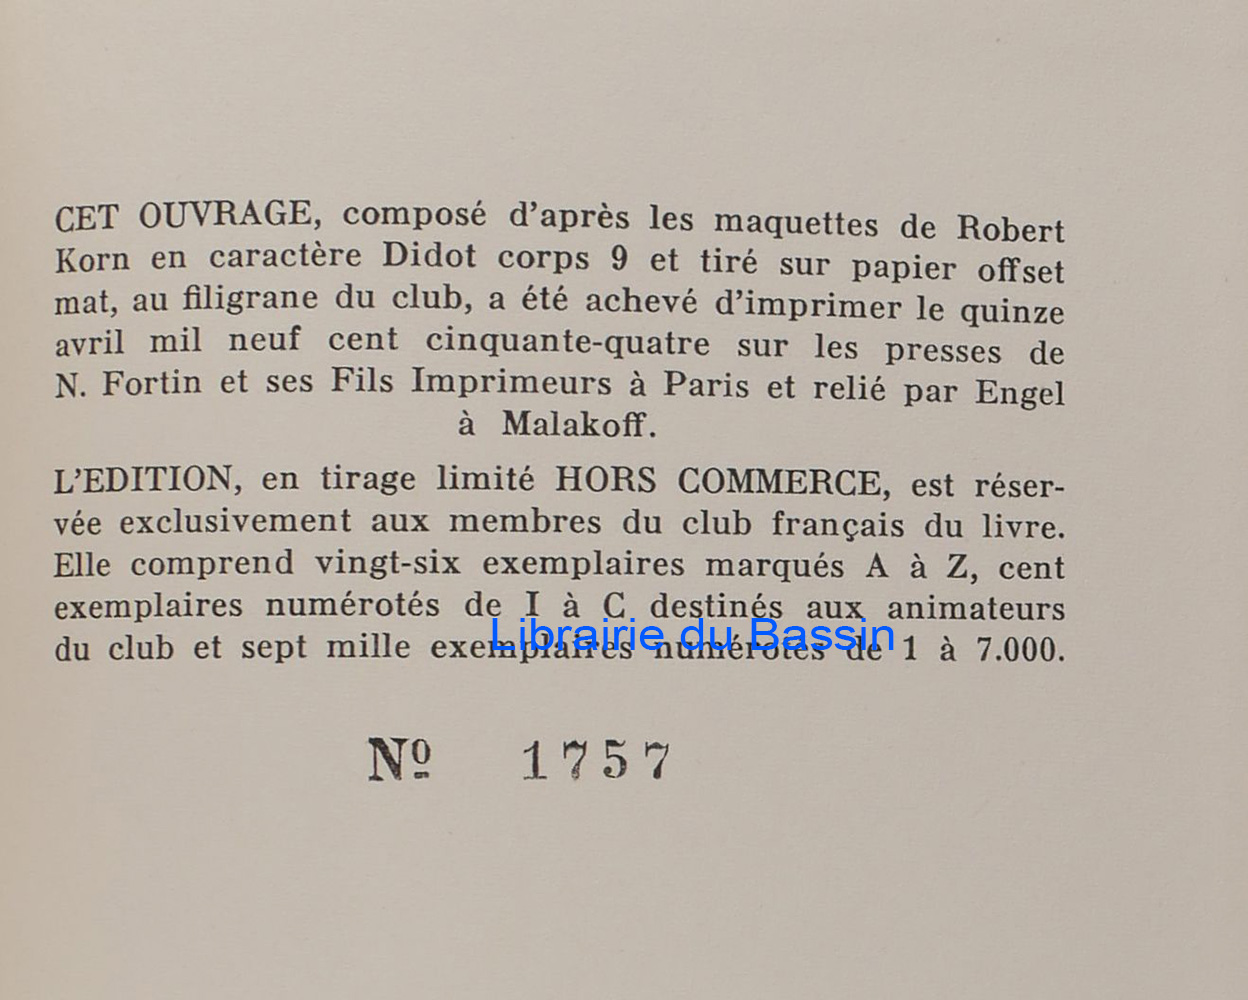 CET OUVRAGE, composé d'après les maquettes de Robert
Korn en caractère Didot corps 9 et tiré sur papier offset
mat, au filigrane du club, a été achevé d'imprimer le quinze
avril mil neuf cent cinquante-quatre sur les presses de
N. Fortin et ses Fils Imprimeurs à Paris et relié par Engel
à Malakoff.
L'EDITION, en tirage limité HORS COMMERCE, est réser-
vée exclusivement aux membres du club français du livre.
Elle comprend vingt-six exemplaires marqués A à Z, cent
exemplaires numérotés de I à C destinés aux animateurs
du club et sept mille exemplaires numérotés de 1 à 7.000.
Librairie du Bassin
Nº 1757